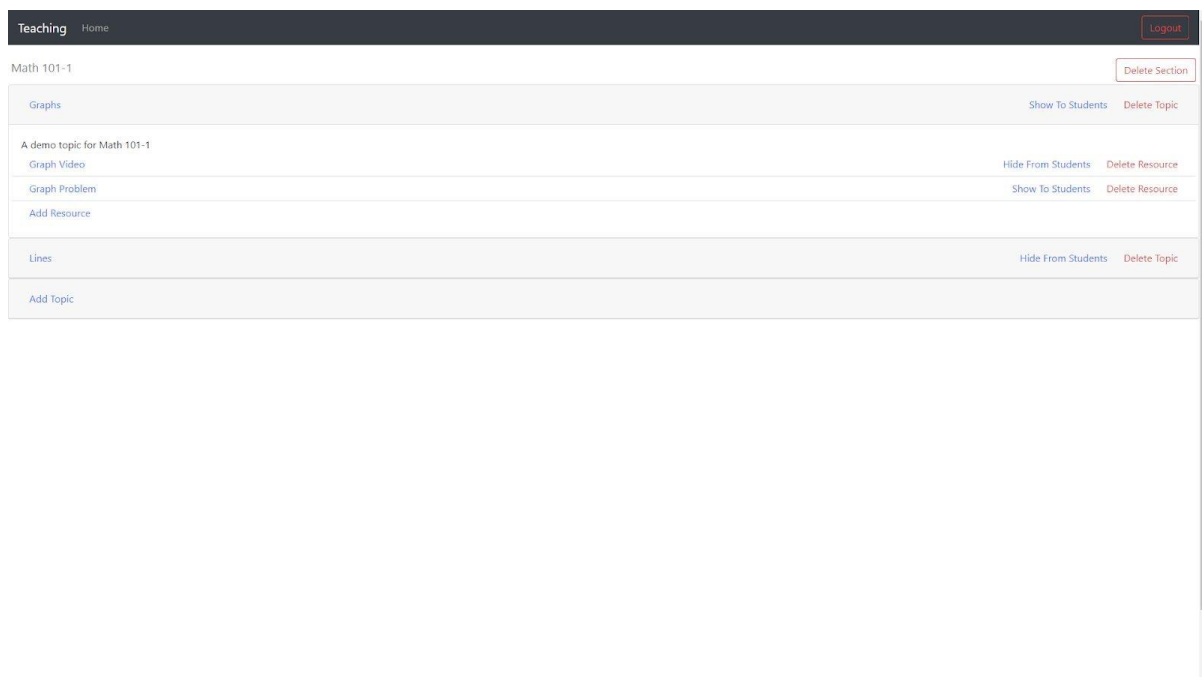 Teaching Home Logout
Math 101-1 Delete Section
Graphs Show To Students Delete Topic
A demo topic for Math 101-1
Graph Video Hide From Students Delete Resource
Graph Problem Show To Students Delete Resource
Add Resource
Lines Hide From Students Delete Topic
Add Topic